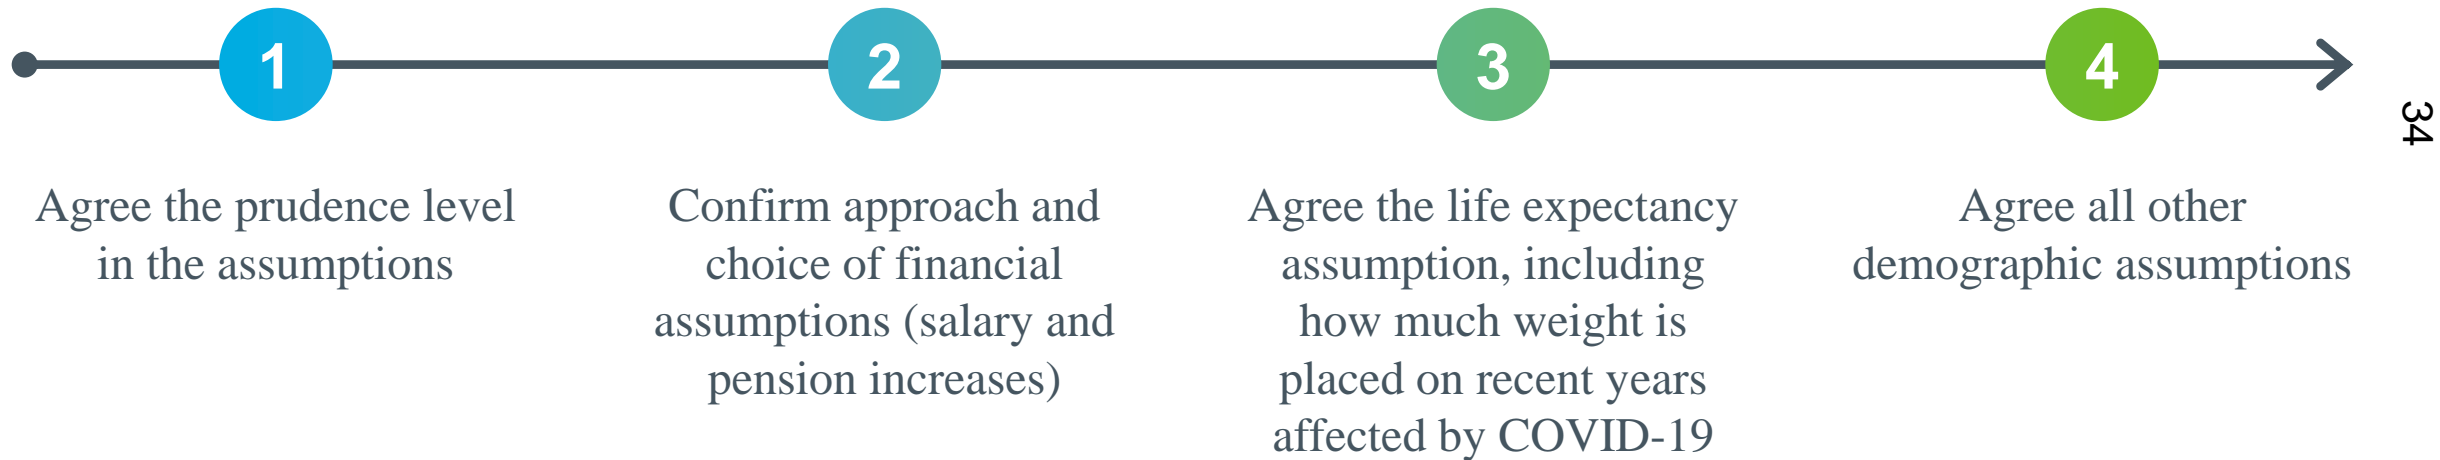 1
2
3
4
34
Agree the prudence level
in the assumptions
Confirm approach and
choice of financial
assumptions (salary and
pension increases)
Agree the life expectancy
assumption, including
how much weight is
placed on recent years
affected by COVID-19
Agree all other
demographic assumptions